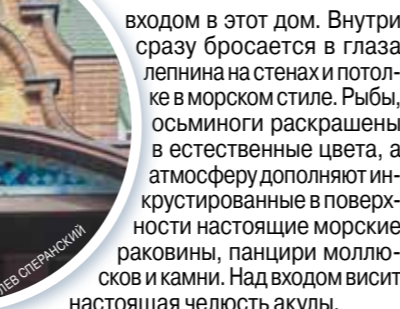 входом в этот дом. Внутри
сразу бросается в глаза
лепнина на стенах и потол-
ке в морском стиле. Рыбы,
осьминоги раскрашены
в естественные цвета, а
атмосферу дополняют ин-
крустированные в поверх-
ности настоящие морские
раковины, панцири моллю-
сков и камни. Над входом висит
настоящая челюсть акулы.
ЛЕВ СПЕРАНСКИЙ